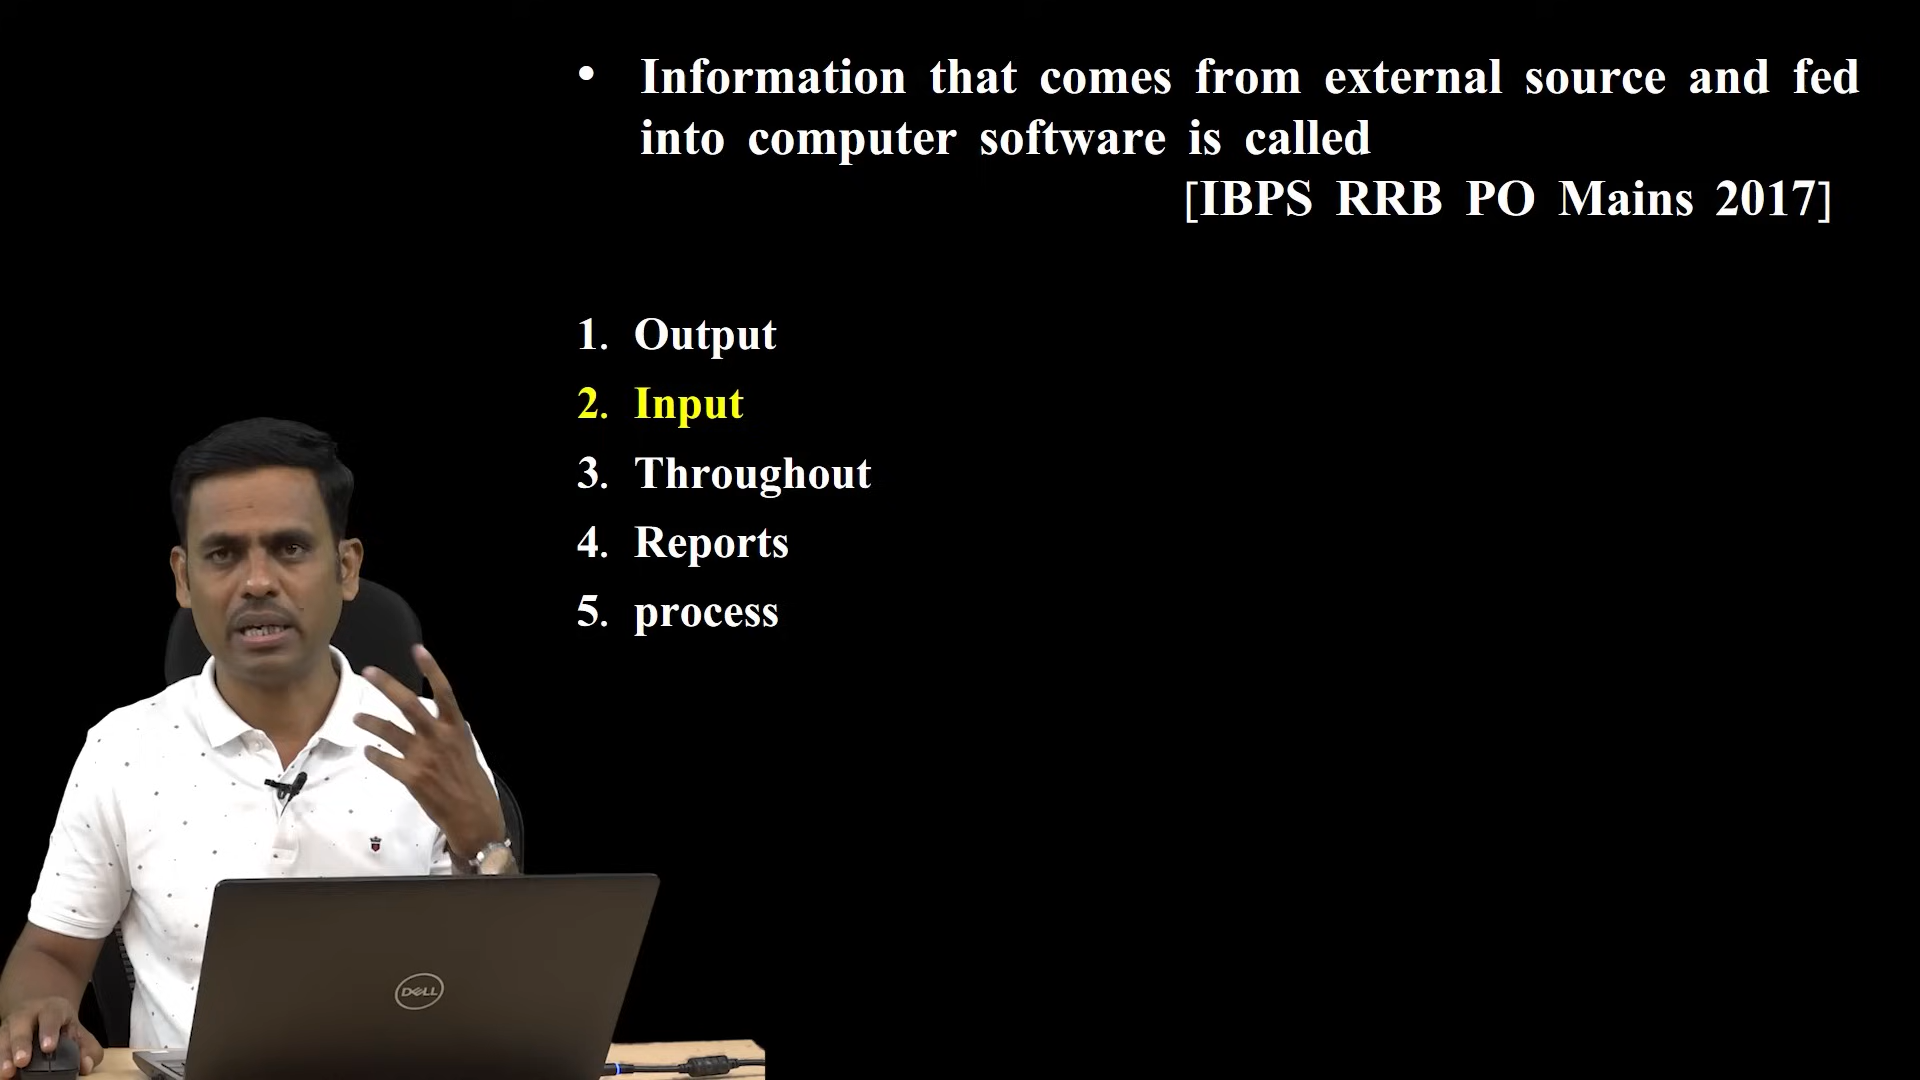 • Information that comes from external source and fed
into computer software is called
[IBPS RRB PO Mains 2017]
1. Output
2. Input
3. Throughout
4. Reports
5. process
DELL